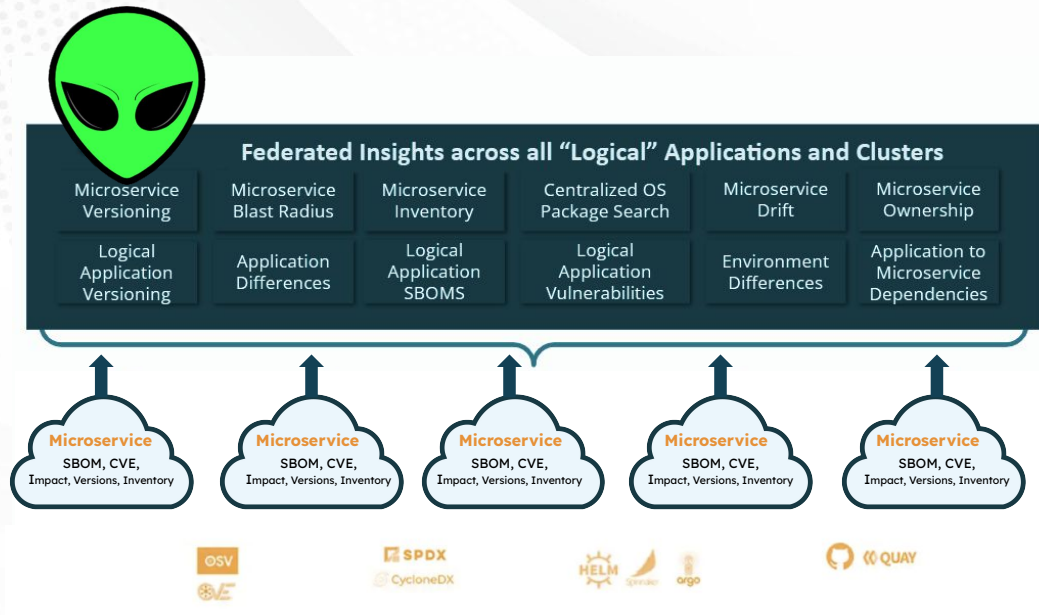 Federated Insights across all “Logical” Applications and Clusters
Microservice
Versioning
Microservice
Blast Radius
Microservice
Inventory
Centralized OS
Package Search
Microservice
Drift
Microservice
Ownership
Logical
Application
Versioning
Application
Differences
Logical
Application
SBOMS
Logical
Application
Vulnerabilities
Environment
Differences
Application to
Microservice
Dependencies
Microservice
SBOM, CVE,
Impact, Versions, Inventory
Microservice
SBOM, CVE,
Impact, Versions, Inventory
Microservice
SBOM, CVE,
Impact, Versions, Inventory
Microservice
SBOM, CVE,
Impact, Versions, Inventory
Microservice
SBOM, CVE,
Impact, Versions, Inventory
OSV
CVE
SPDX
CycloneDX
HELM
Spinnaker
argo
QUAY